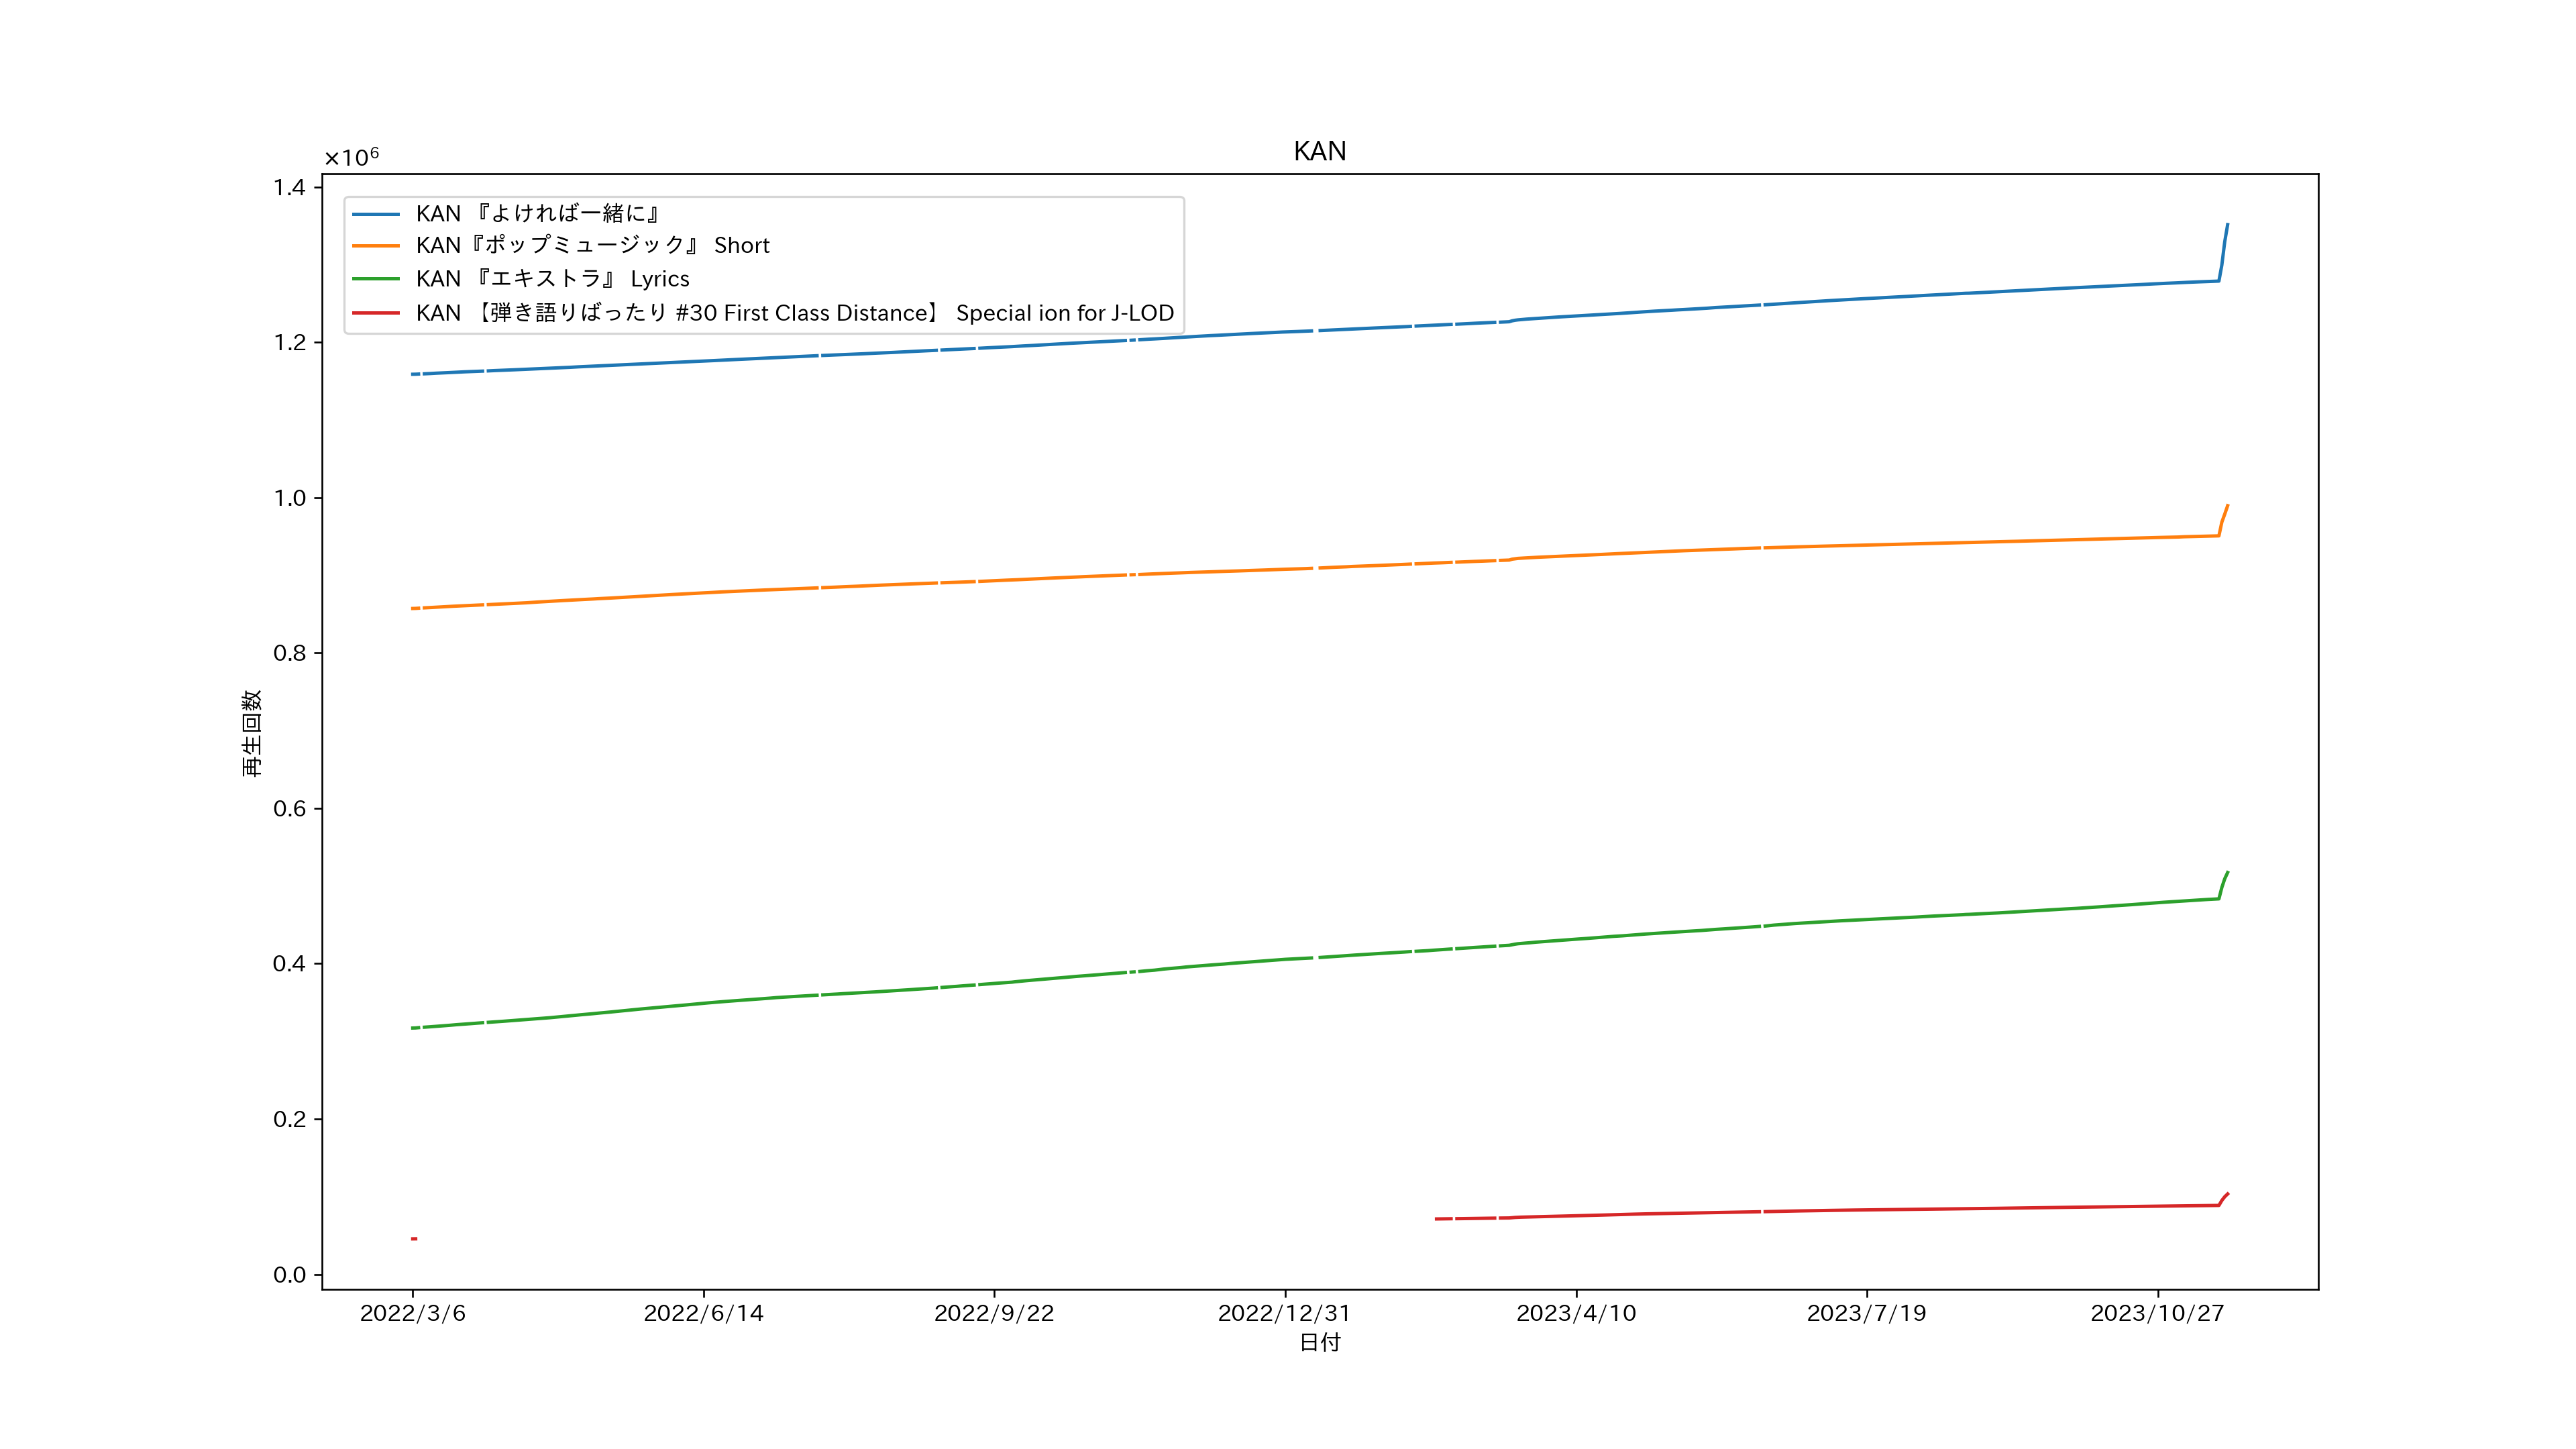 KAN
×10⁶
1.4
1.2
1.0
0.8
0.6
0.4
0.2
0.0
再生回数
KAN 『よければ一緒に』
KAN『ポップミュージック』 Short
KAN 『エキストラ』 Lyrics
KAN 【弾き語りばったり #30 First Class Distance】 Special ion for J-LOD
2022/3/6
2022/6/14
2022/9/22
2022/12/31
2023/4/10
2023/7/19
2023/10/27
日付